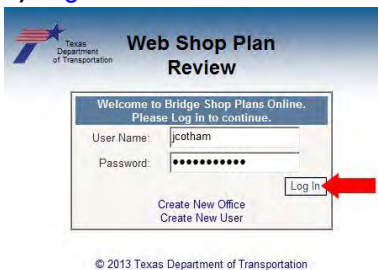 Texas
Department
of Transportation
Web Shop Plan
Review
Welcome to Bridge Shop Plans Online.
Please Log in to continue.
User Name: jcotham
Password: •••••••••••
Log In
Create New Office
Create New User
© 2013 Texas Department of Transportation